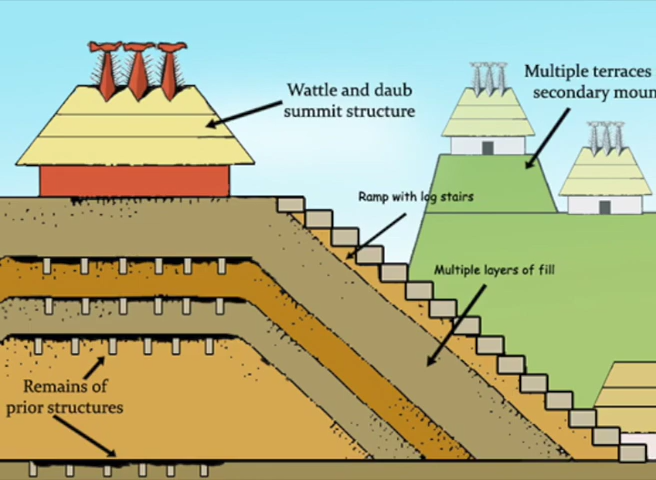 Wattle and daub
summit structure
Multiple terraces
secondary moun
Ramp with log stairs
Multiple layers of fill
Remains of
prior structures